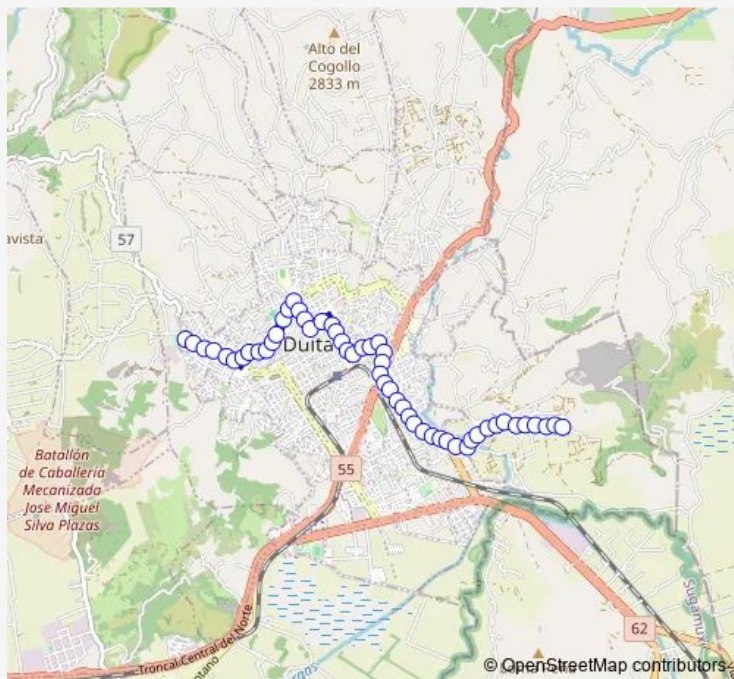 Alto del
Cogollo
2833 m
avista
57
Duita
Batallón
de Caballería
Mecanizada
Jose Miguel
Silva Plazas
55
62
Sugamuxi
Troncal Central del Norte
© OpenStreetMap contributors